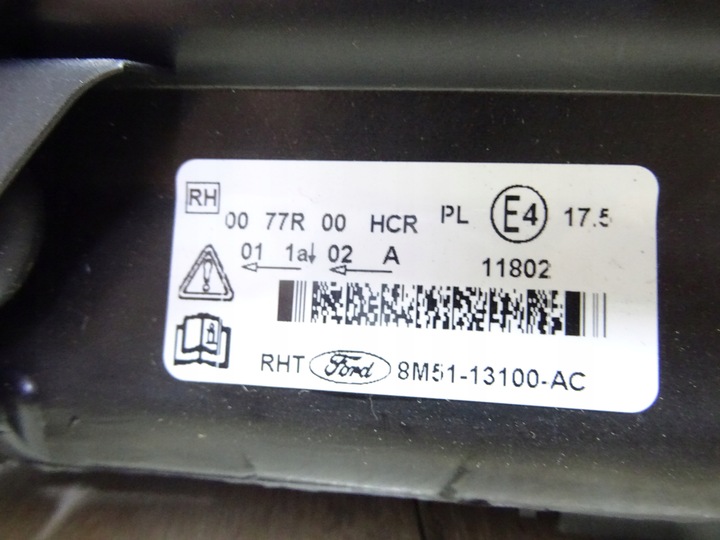 RH
00 77R 00 HCR PL E4 17.5
01 1a↓ 02 A 11802
RHT Ford 8M51-13100-AC